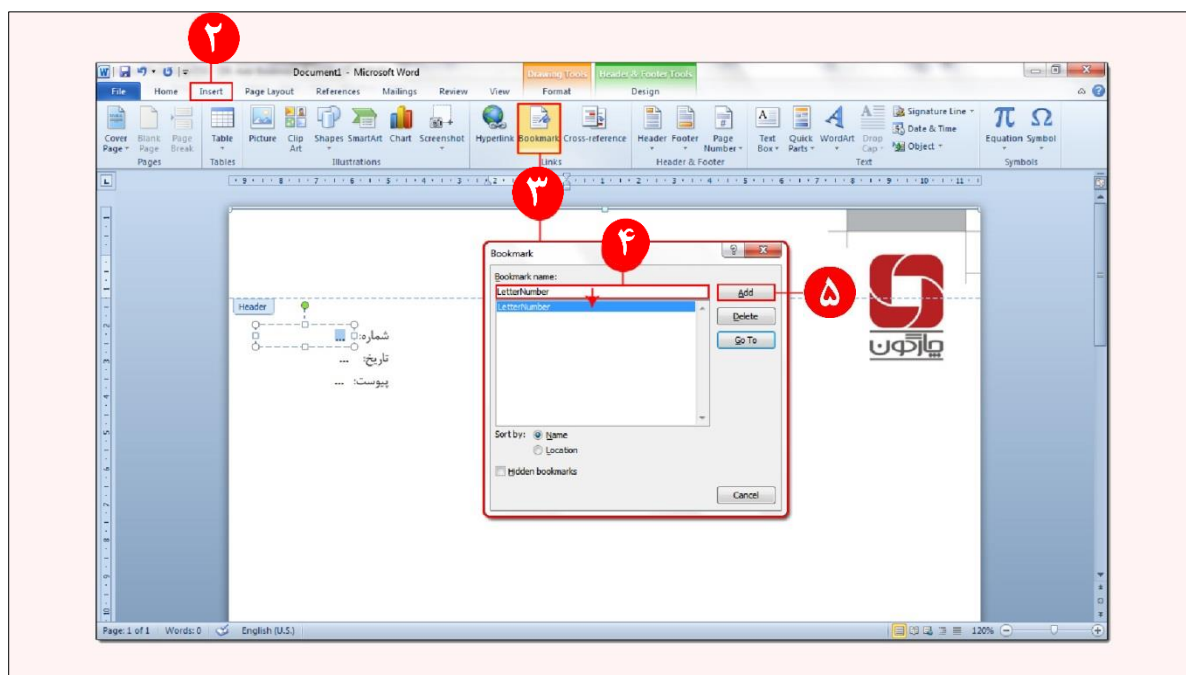 ۲
Document1 - Microsoft Word
Drawing Tools
Header & Footer Tools
File Home Insert Page Layout References Mailings Review View Format Design
Cover Page
Blank Page
Page Break
Table
Picture
Clip Art
Shapes
SmartArt
Chart
Screenshot
Hyperlink
Bookmark
Cross-reference
Header
Footer
Page Number
Text Box
Quick Parts
WordArt
Drop Cap
Signature Line
Date & Time
Object
Equation
Symbol
Pages
Tables
Illustrations
Links
Header & Footer
Text
Symbols
۳
۴
Bookmark
Bookmark name:
LetterNumber
Add
۵
LetterNumber
Delete
Go To
Header
شماره: ...
تاریخ: ...
پیوست: ...
چارگون
Sort by: Name
Location
Hidden bookmarks
Cancel
Page: 1 of 1 Words: 0 English (U.S.) 120%